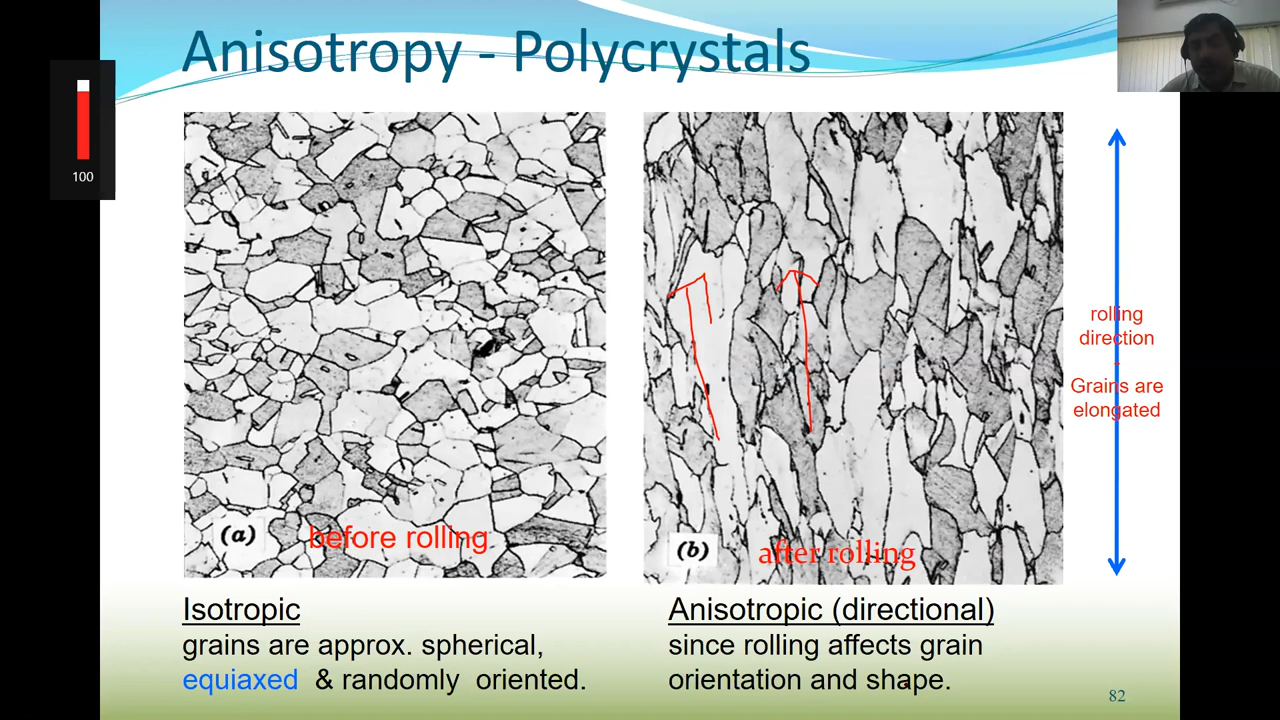 Anisotropy - Polycrystals
100
(a)
before rolling
(b)
after rolling
rolling
direction
-
Grains are
elongated
Isotropic
grains are approx. spherical,
equiaxed & randomly oriented.
Anisotropic (directional)
since rolling affects grain
orientation and shape.
82